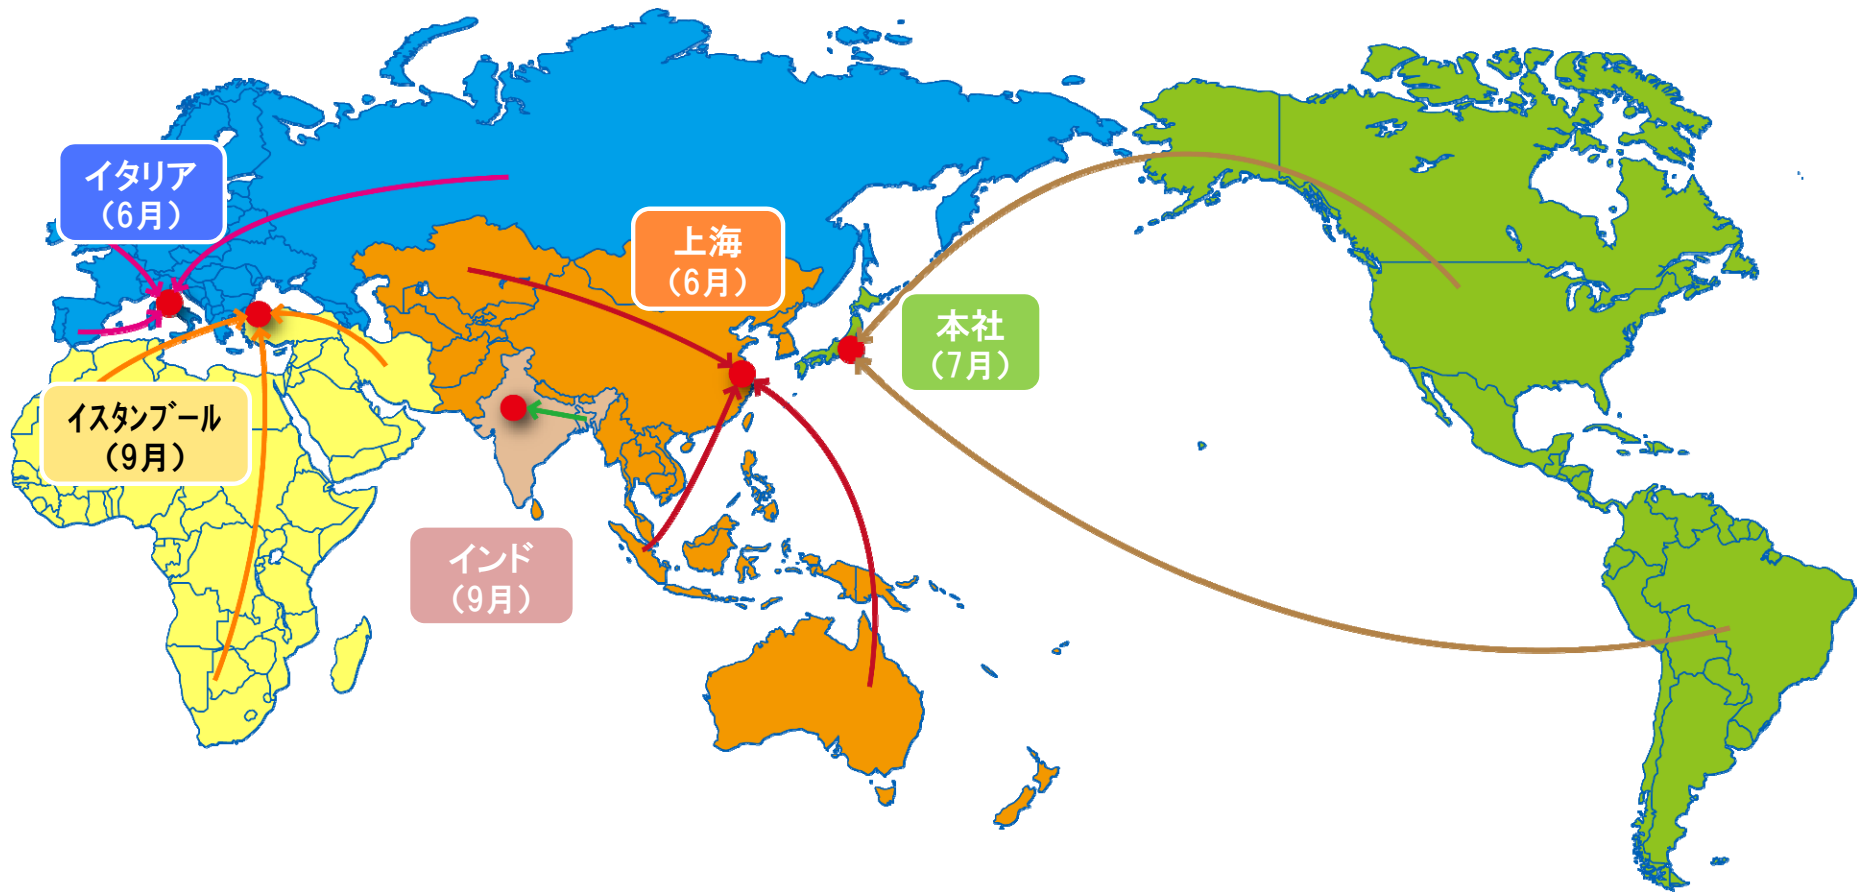 イタリア
（6月）
上海
（6月）
本社
（7月）
イスタンブール
（9月）
インド
（9月）